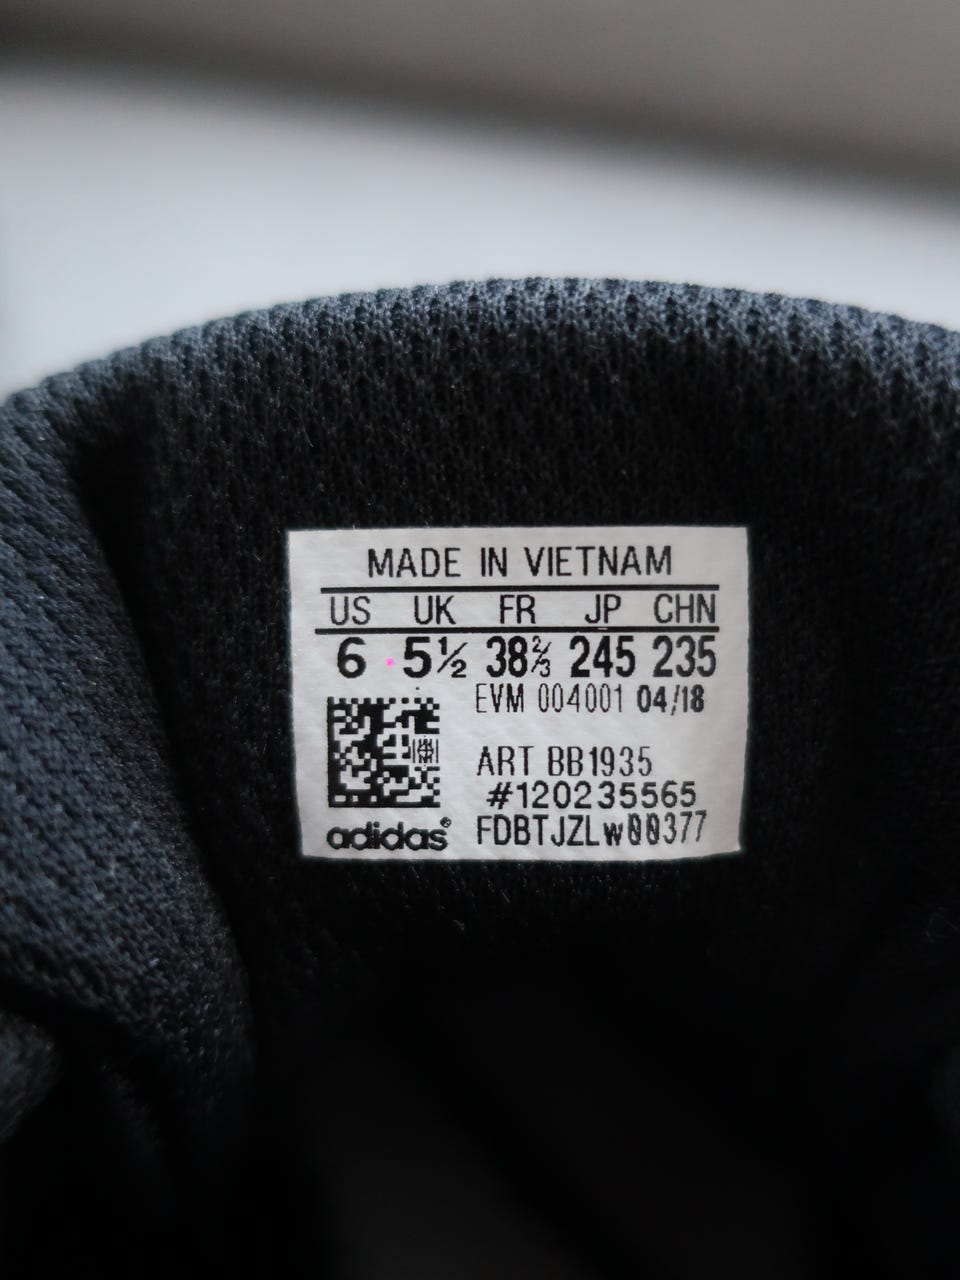 MADE IN VIETNAM
US UK FR JP CHN
6 5½ 38⅔ 245 235
EVM 004001 04/18
ART BB1935
#120235565
adidas® FDBTJZLw00377